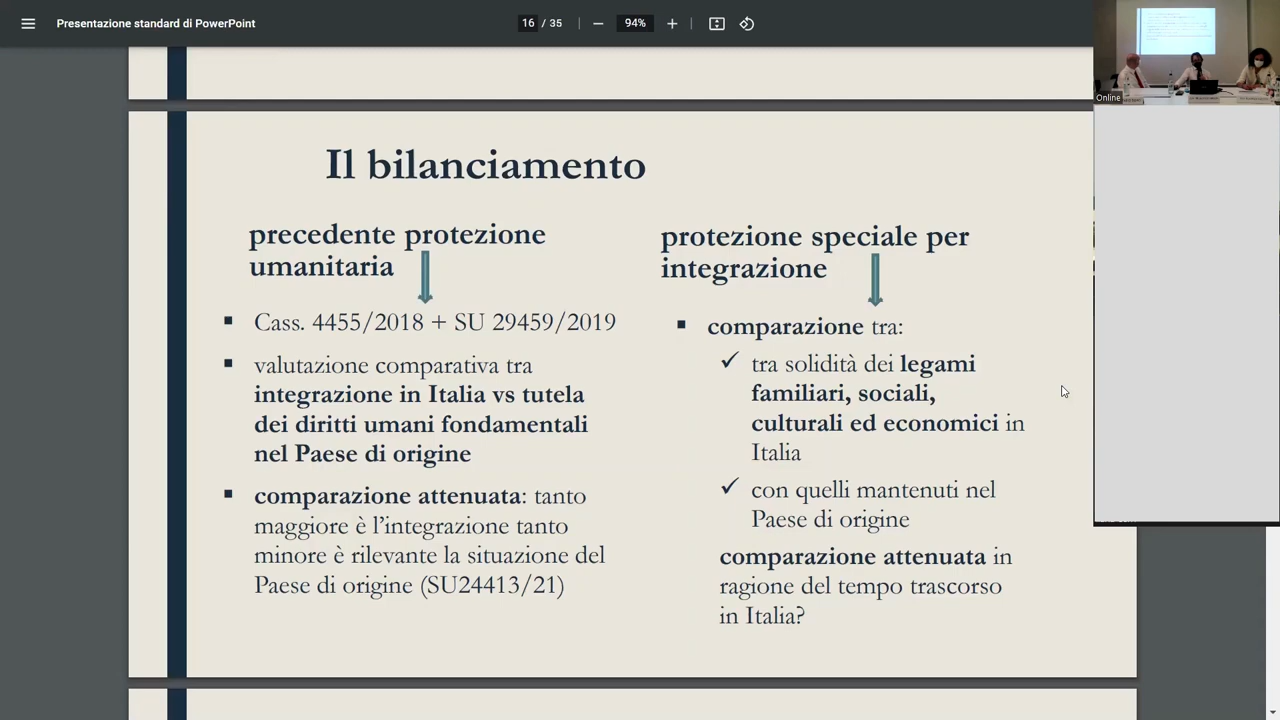 Presentazione standard di PowerPoint
16 / 35
94%
Online
Il bilanciamento
precedente protezione
umanitaria
▪ Cass. 4455/2018 + SU 29459/2019
▪ valutazione comparativa tra
integrazione in Italia vs tutela
dei diritti umani fondamentali
nel Paese di origine
▪ comparazione attenuata: tanto
maggiore è l'integrazione tanto
minore è rilevante la situazione del
Paese di origine (SU24413/21)
protezione speciale per
integrazione
▪ comparazione tra:
✓ tra solidità dei legami
familiari, sociali,
culturali ed economici in
Italia
✓ con quelli mantenuti nel
Paese di origine
comparazione attenuata in
ragione del tempo trascorso
in Italia?